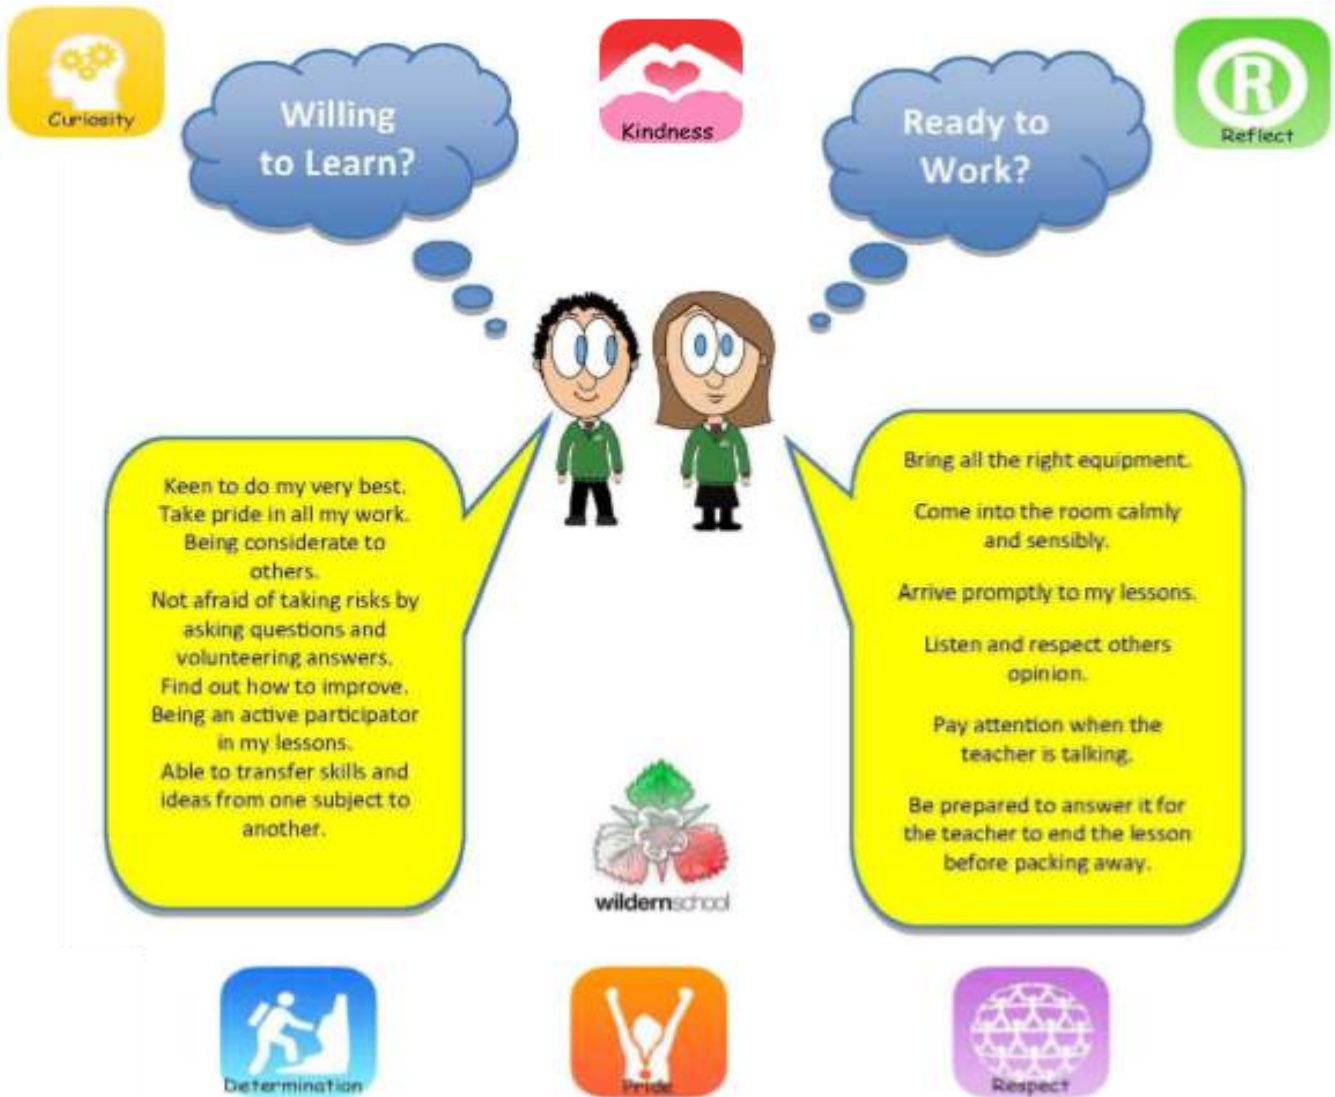 Curiosity
Willing
to Learn?
Kindness
Ready to
Work?
R
Reflect
Keen to do my very best.
Take pride in all my work.
Being considerate to
others.
Not afraid of taking risks by
asking questions and
volunteering answers.
Find out how to improve.
Being an active participator
in my lessons.
Able to transfer skills and
ideas from one subject to
another.
Bring all the right equipment.
Come into the room calmly
and sensibly.
Arrive promptly to my lessons.
Listen and respect others
opinion.
Pay attention when the
teacher is talking.
Be prepared to answer it for
the teacher to end the lesson
before packing away.
wildernschool
Determination
Pride
Respect